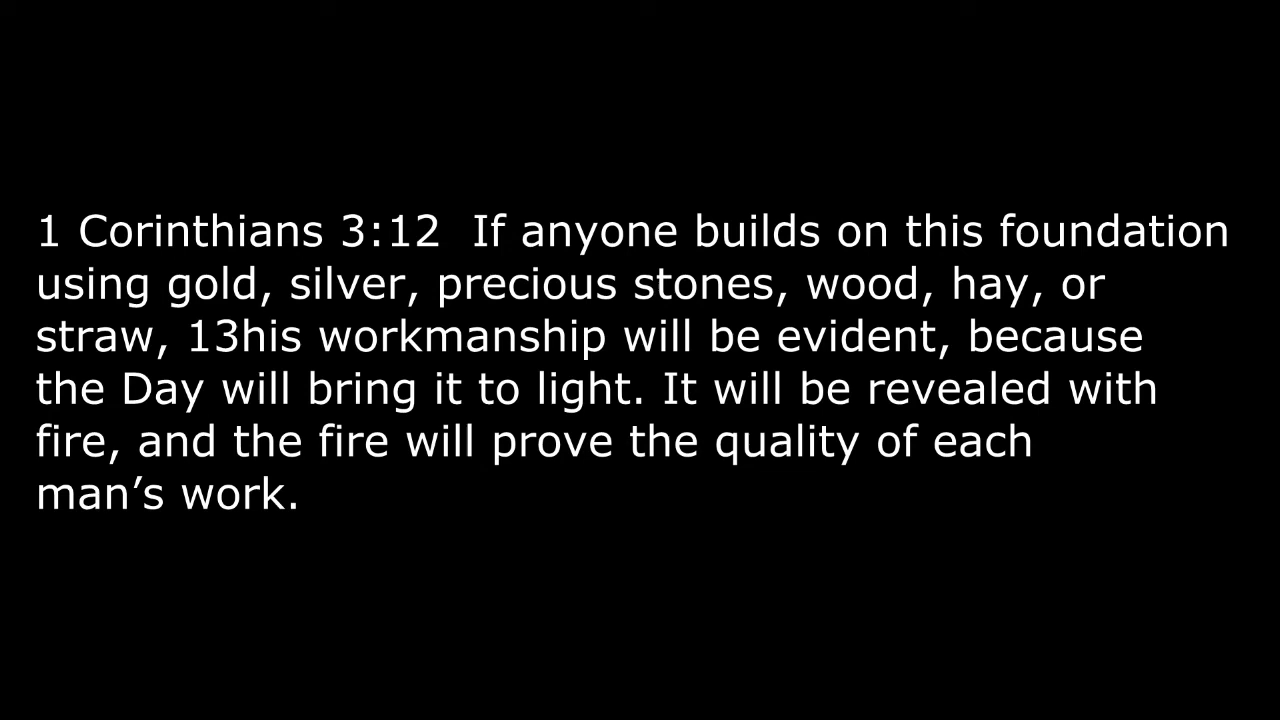 1 Corinthians 3:12  If anyone builds on this foundation
using gold, silver, precious stones, wood, hay, or
straw, 13his workmanship will be evident, because
the Day will bring it to light. It will be revealed with
fire, and the fire will prove the quality of each
man’s work.